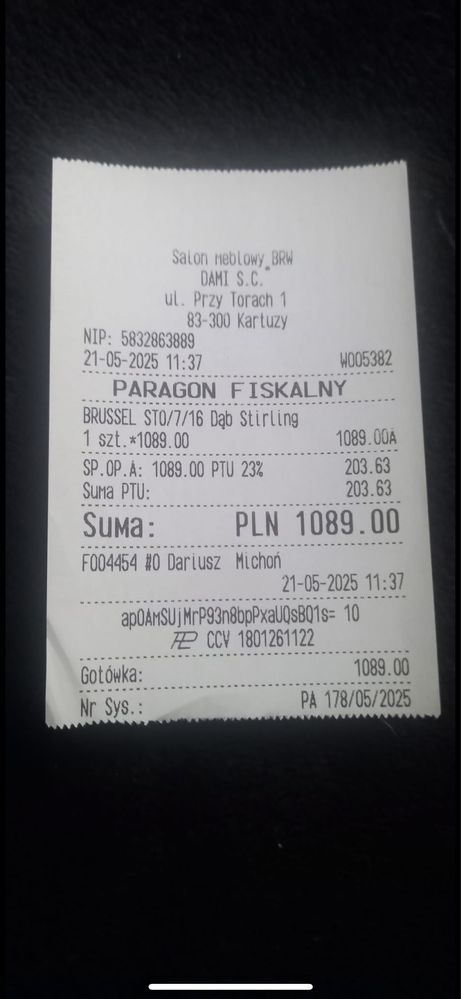 Salon meblowy BRW
DAMI S.C.
ul. Przy Torach 1
83-300 Kartuzy
NIP: 5832863889
21-05-2025 11:37 W005382
PARAGON FISKALNY
BRUSSEL STO/7/16 Dąb Stirling
1 szt.*1089.00 1089.00A
SP.OP.A: 1089.00 PTU 23% 203.63
Suma PTU: 203.63
Suma: PLN 1089.00
F004454 #0 Dariusz Michoń
21-05-2025 11:37
apOAmSUjMrP93n8bpPxaUQsBQ1s= 10
CCV 1801261122
Gotówka: 1089.00
Nr Sys.: PA 178/05/2025